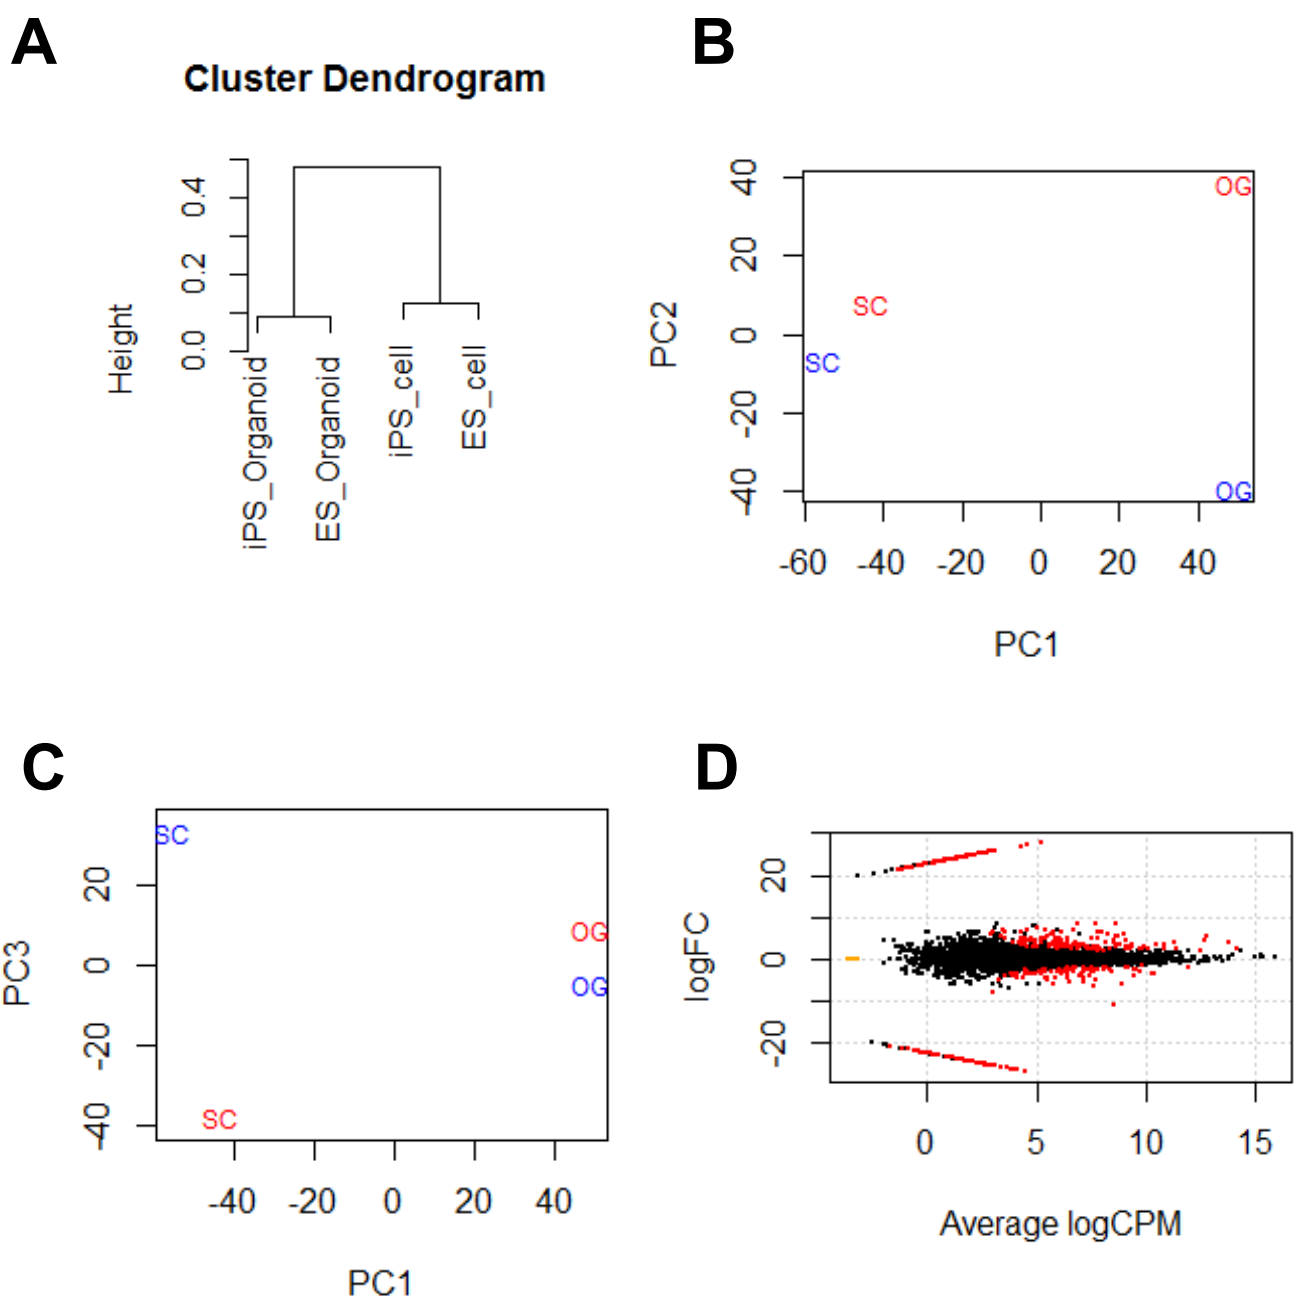 A
Cluster Dendrogram
Height
0.0
0.2
0.4
iPS_Organoid
ES_Organoid
iPS_cell
ES_cell
B
PC2
40
20
0
-20
-40
OG
SC
SC
OG
-60 -40 -20 0 20 40
PC1
C
PC3
20
0
-20
-40
SC
OG
OG
SC
-40 -20 0 20 40
PC1
D
logFC
20
0
-20
0 5 10 15
Average logCPM